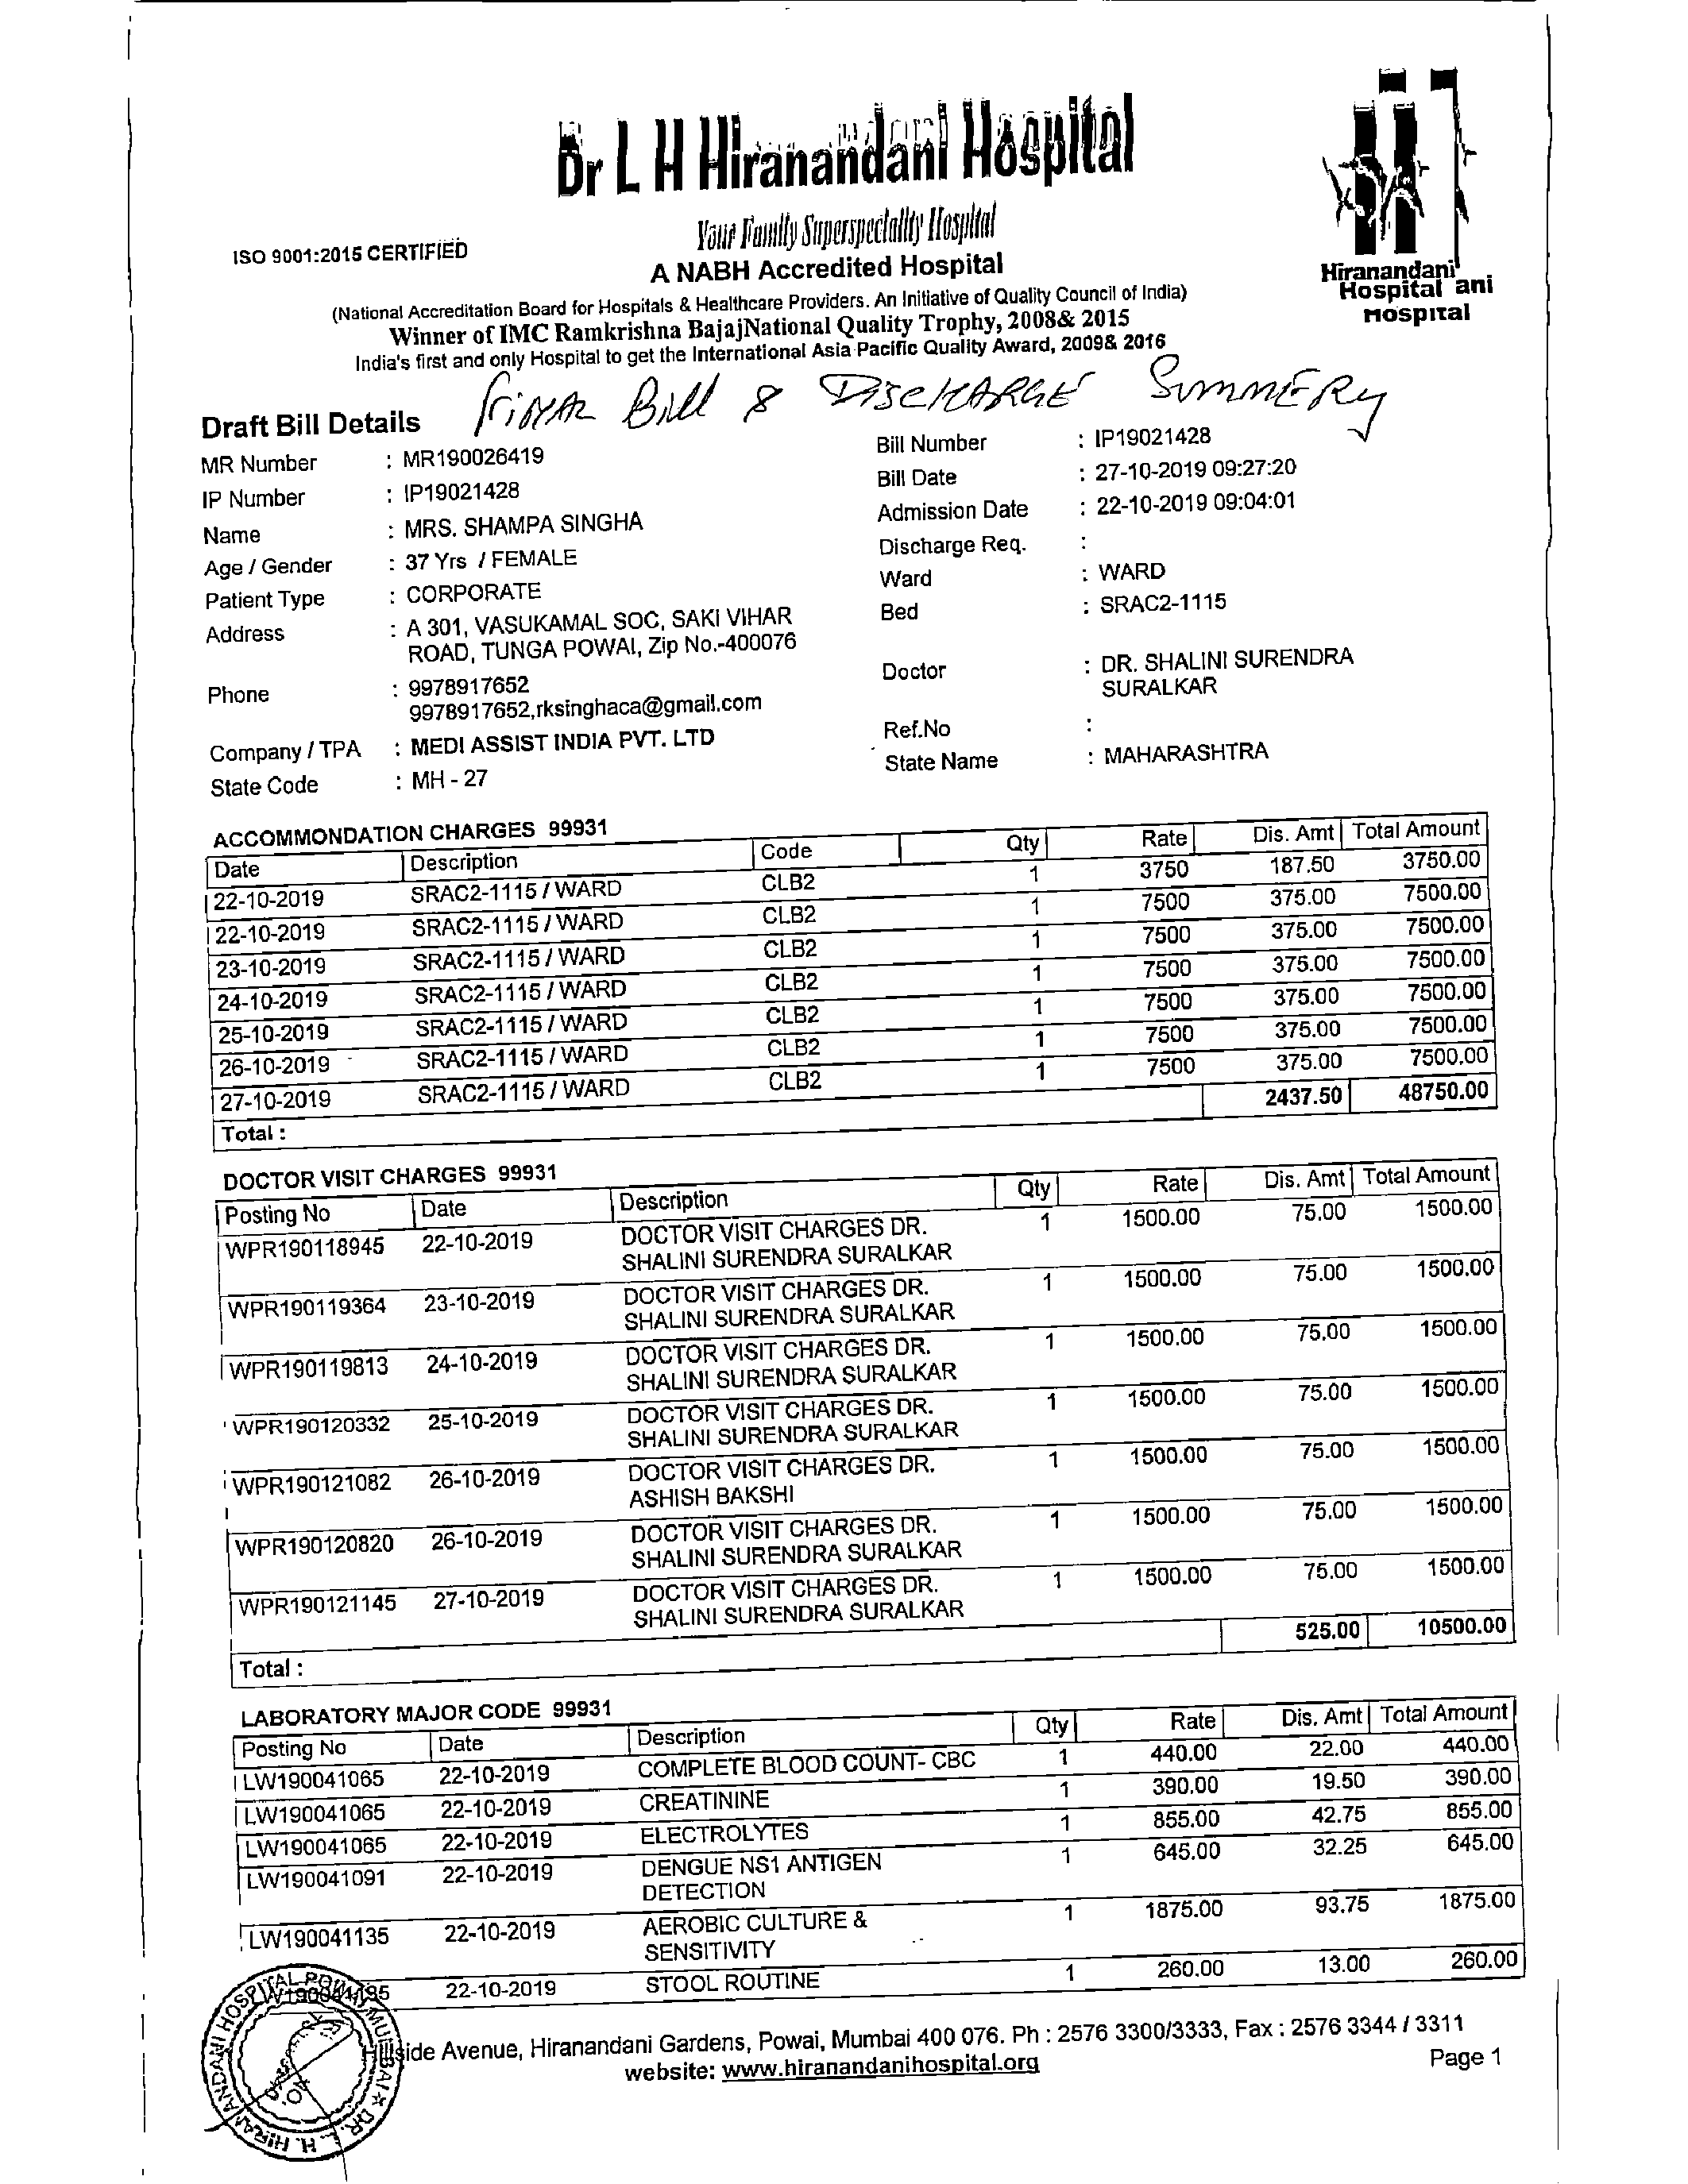 Dr L H Hiranandani Hospital
Your Family Superspeciality Hospital
ISO 9001:2015 CERTIFIED
A NABH Accredited Hospital
(National Accreditation Board for Hospitals & Healthcare Providers. An Initiative of Quality Council of India)
Winner of IMC Ramkrishna BajajNational Quality Trophy, 2008& 2015
India's first and only Hospital to get the International Asia Pacific Quality Award, 2009& 2016
Hiranandani
Hospital ani
Hospital
FiNAL Bill & DISCHARGE SUMMERY
Draft Bill Details
MR Number : MR190026419 Bill Number : IP19021428
IP Number : IP19021428 Bill Date : 27-10-2019 09:27:20
Name : MRS. SHAMPA SINGHA Admission Date : 22-10-2019 09:04:01
Age / Gender : 37 Yrs / FEMALE Discharge Req. :
Patient Type : CORPORATE Ward : WARD
Address : A 301, VASUKAMAL SOC, SAKI VIHAR Bed : SRAC2-1115
ROAD, TUNGA POWAI, Zip No.-400076
Phone : 9978917652 Doctor : DR. SHALINI SURENDRA
9978917652,rksinghaca@gmail.com SURALKAR
Company / TPA : MEDI ASSIST INDIA PVT. LTD Ref.No :
State Code : MH - 27 State Name : MAHARASHTRA
ACCOMMONDATION CHARGES 99931
Date Description Code Qty Rate Dis. Amt Total Amount
22-10-2019 SRAC2-1115 / WARD CLB2 1 3750 187.50 3750.00
22-10-2019 SRAC2-1115 / WARD CLB2 1 7500 375.00 7500.00
23-10-2019 SRAC2-1115 / WARD CLB2 1 7500 375.00 7500.00
24-10-2019 SRAC2-1115 / WARD CLB2 1 7500 375.00 7500.00
25-10-2019 SRAC2-1115 / WARD CLB2 1 7500 375.00 7500.00
26-10-2019 SRAC2-1115 / WARD CLB2 1 7500 375.00 7500.00
27-10-2019 SRAC2-1115 / WARD CLB2 1 7500 375.00 7500.00
Total : 2437.50 48750.00
DOCTOR VISIT CHARGES 99931
Posting No Date Description Qty Rate Dis. Amt Total Amount
WPR190118945 22-10-2019 DOCTOR VISIT CHARGES DR. 1 1500.00 75.00 1500.00
SHALINI SURENDRA SURALKAR
WPR190119364 23-10-2019 DOCTOR VISIT CHARGES DR. 1 1500.00 75.00 1500.00
SHALINI SURENDRA SURALKAR
WPR190119813 24-10-2019 DOCTOR VISIT CHARGES DR. 1 1500.00 75.00 1500.00
SHALINI SURENDRA SURALKAR
WPR190120332 25-10-2019 DOCTOR VISIT CHARGES DR. 1 1500.00 75.00 1500.00
SHALINI SURENDRA SURALKAR
WPR190121082 26-10-2019 DOCTOR VISIT CHARGES DR. 1 1500.00 75.00 1500.00
ASHISH BAKSHI
WPR190120820 26-10-2019 DOCTOR VISIT CHARGES DR. 1 1500.00 75.00 1500.00
SHALINI SURENDRA SURALKAR
WPR190121145 27-10-2019 DOCTOR VISIT CHARGES DR. 1 1500.00 75.00 1500.00
SHALINI SURENDRA SURALKAR
Total : 525.00 10500.00
LABORATORY MAJOR CODE 99931
Posting No Date Description Qty Rate Dis. Amt Total Amount
LW190041065 22-10-2019 COMPLETE BLOOD COUNT- CBC 1 440.00 22.00 440.00
LW190041065 22-10-2019 CREATININE 1 390.00 19.50 390.00
LW190041065 22-10-2019 ELECTROLYTES 1 855.00 42.75 855.00
LW190041091 22-10-2019 DENGUE NS1 ANTIGEN 1 645.00 32.25 645.00
DETECTION
LW190041135 22-10-2019 AEROBIC CULTURE & 1 1875.00 93.75 1875.00
SENSITIVITY
22-10-2019 STOOL ROUTINE 1 260.00 13.00 260.00
Hillside Avenue, Hiranandani Gardens, Powai, Mumbai 400 076. Ph : 2576 3300/3333, Fax : 2576 3344 / 3311
website: www.hiranandanihospital.org
Page 1
DR. L. H. HIRANANDANI HOSPITAL POWAI MUMBAI